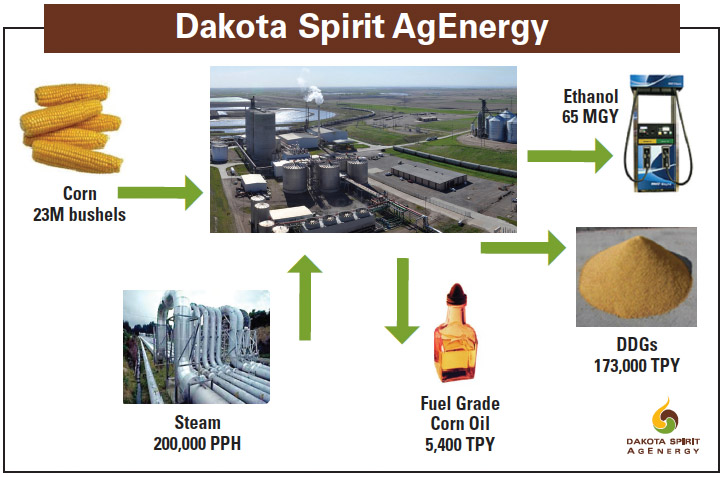 Dakota Spirit AgEnergy
Corn
23M bushels
Ethanol
65 MGY
Steam
200,000 PPH
Fuel Grade
Corn Oil
5,400 TPY
DDGs
173,000 TPY
DAKOTA SPIRIT
AGENERGY